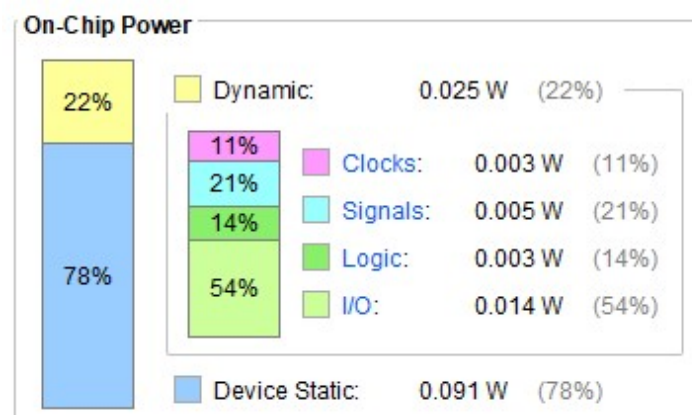 On-Chip Power
22%
78%
Dynamic: 0.025 W (22%)
11%
21%
14%
54%
Clocks: 0.003 W (11%)
Signals: 0.005 W (21%)
Logic: 0.003 W (14%)
I/O: 0.014 W (54%)
Device Static: 0.091 W (78%)